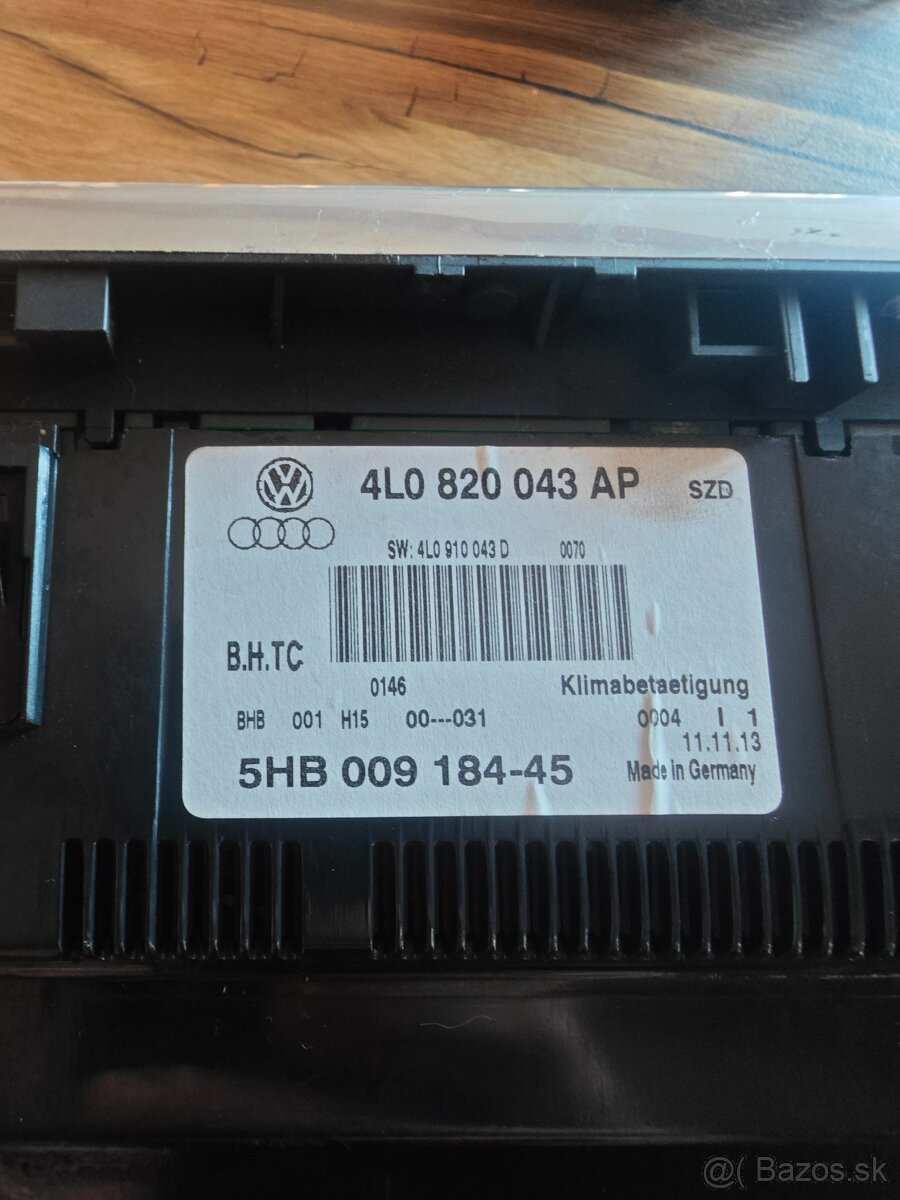 4L0 820 043 AP SZD
SW: 4L0 910 043 D 0070
B.H.TC
0146 Klimabetaetigung
BHB 001 H15 00---031 0004 I 1
11.11.13
5HB 009 184-45 Made in Germany
@( Bazos.sk